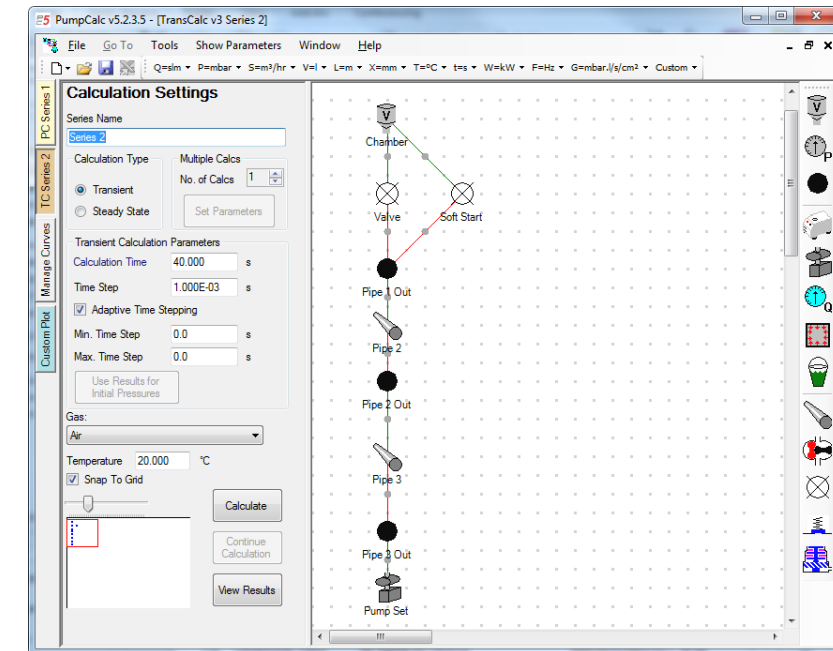 PumpCalc v5.2.3.5 - [TransCalc v3 Series 2]
File Go To Tools Show Parameters Window Help
Q=slm P=mbar S=m³/hr V=l L=m X=mm T=ºC t=s W=kW F=Hz G=mbar.l/s/cm² Custom
PC Series 1
TC Series 2
Manage Curves
Custom Plot
Calculation Settings
Series Name
Series 2
Calculation Type
Transient
Steady State
Multiple Calcs
No. of Calcs 1
Set Parameters
Transient Calculation Parameters
Calculation Time 40.000 s
Time Step 1.000E-03 s
Adaptive Time Stepping
Min. Time Step 0.0 s
Max. Time Step 0.0 s
Use Results for
Initial Pressures
Gas:
Air
Temperature 20.000 ºC
Snap To Grid
Calculate
Continue
Calculation
View Results
V
Chamber
Valve Soft Start
Pipe 1 Out
Pipe 2
Pipe 2 Out
Pipe 3
Pipe 3 Out
Pump Set
V
P
Q